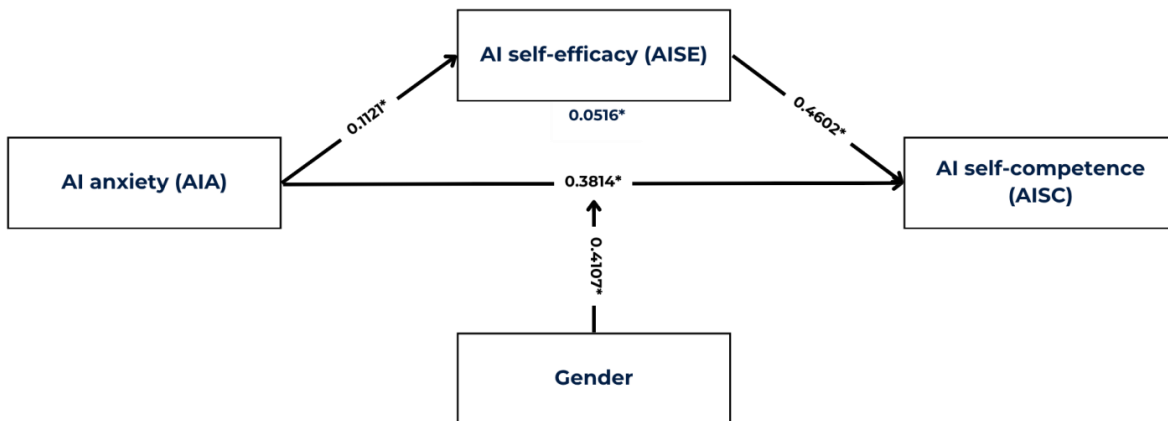 AI self-efficacy (AISE)
0.1121*
0.0516*
0.4602*
AI anxiety (AIA)
0.3814*
AI self-competence
(AISC)
0.4107*
Gender